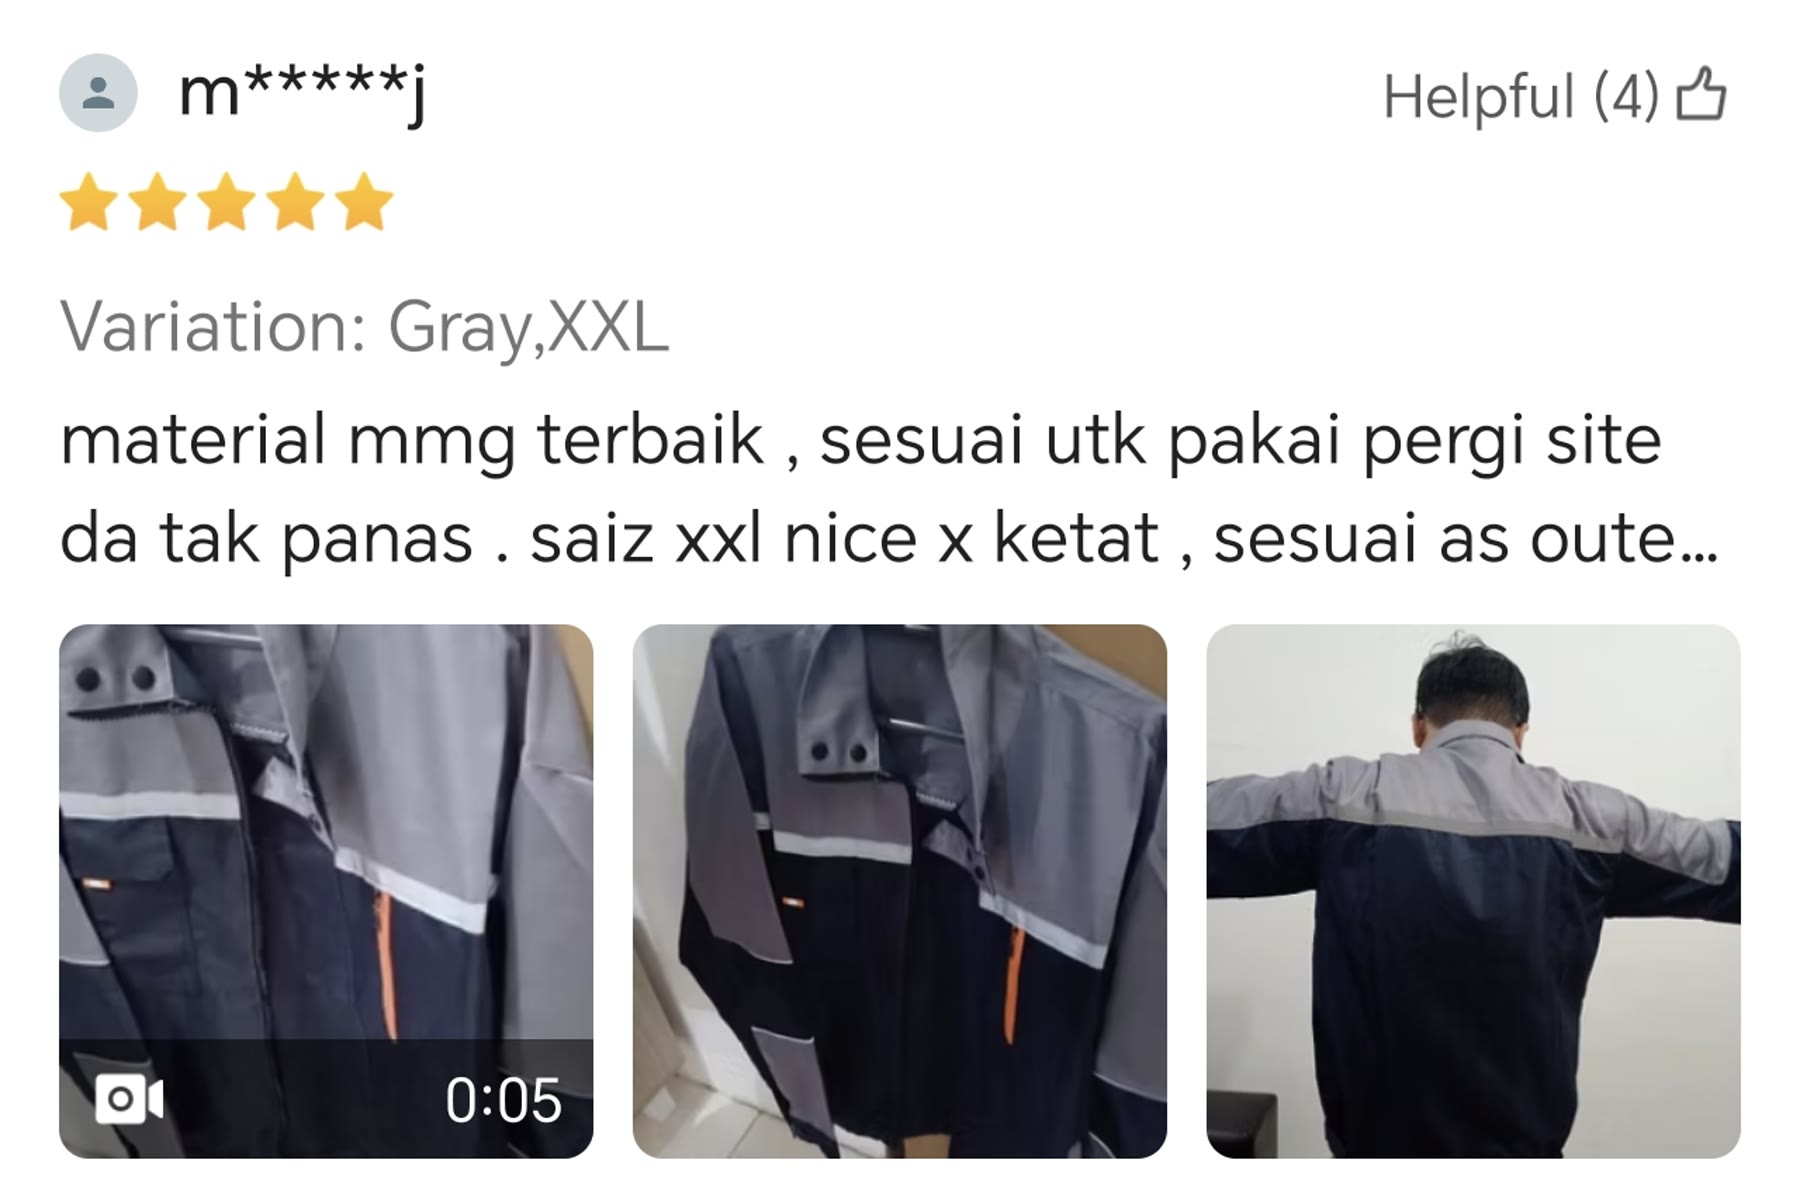 m*****j
Helpful (4)
Variation: Gray,XXL
material mmg terbaik , sesuai utk pakai pergi site
da tak panas . saiz xxl nice x ketat , sesuai as oute...
0:05